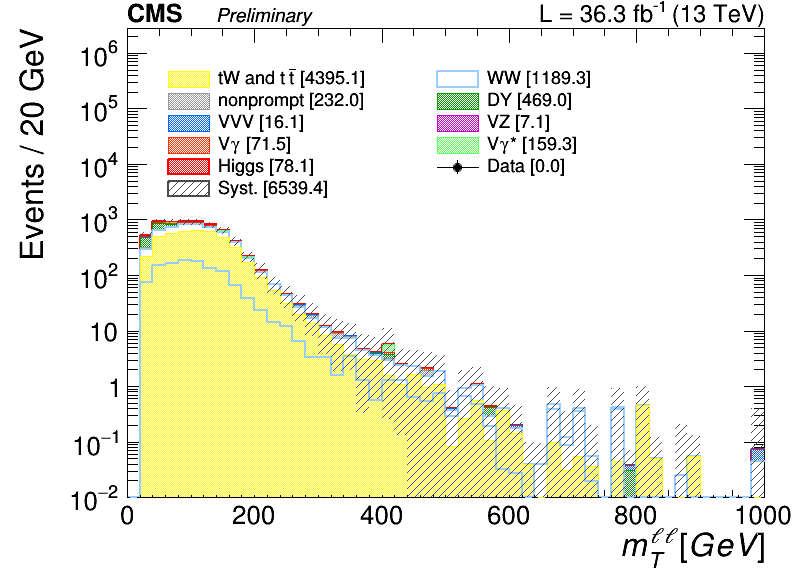 CMS Preliminary L = 36.3 fb⁻¹ (13 TeV)
Events / 20 GeV
10⁶
10⁵
10⁴
10³
10²
10
1
10⁻¹
10⁻²
tW and tt̄ [4395.1]
nonprompt [232.0]
VVV [16.1]
Vγ [71.5]
Higgs [78.1]
Syst. [6539.4]
WW [1189.3]
DY [469.0]
VZ [7.1]
Vγ* [159.3]
Data [0.0]
0 200 400 600 800 1000
m_T^ℓℓ [GeV]